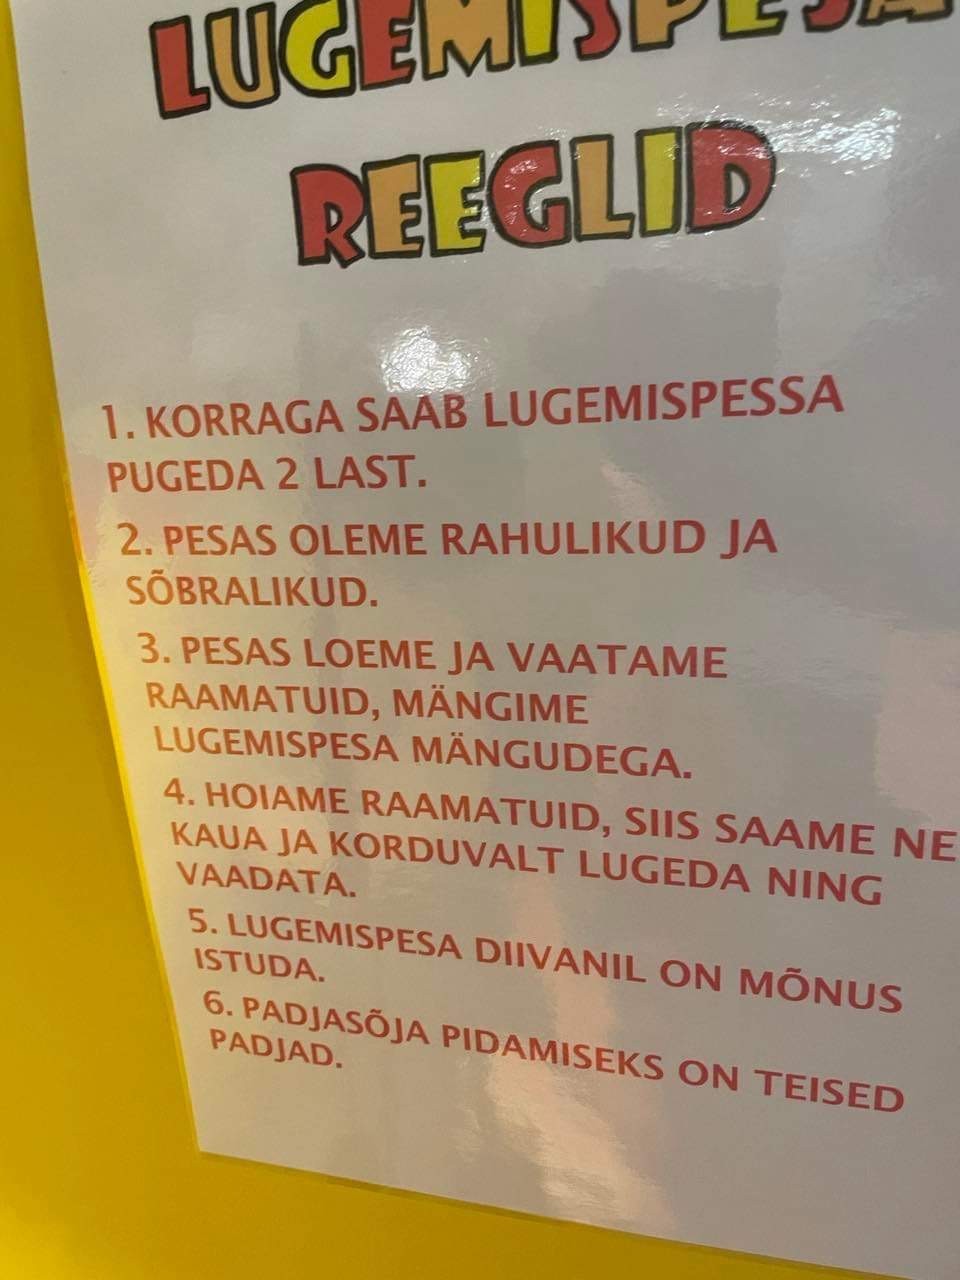 LUGEMISPESA
REEGLID
1. KORRAGA SAAB LUGEMISPESSA
PUGEDA 2 LAST.
2. PESAS OLEME RAHULIKUD JA
SÕBRALIKUD.
3. PESAS LOEME JA VAATAME
RAAMATUID, MÄNGIME
LUGEMISPESA MÄNGUDEGA.
4. HOIAME RAAMATUID, SIIS SAAME NE
KAUA JA KORDUVALT LUGEDA NING
VAADATA.
5. LUGEMISPESA DIIVANIL ON MÕNUS
ISTUDA.
6. PADJASÕJA PIDAMISEKS ON TEISED
PADJAD.